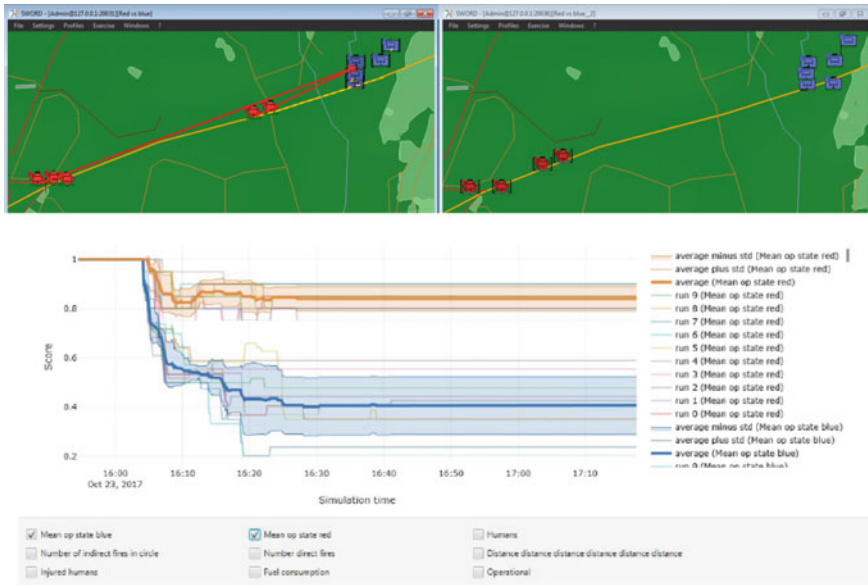 SWORD - [Admin@127.0.0.1:20031][Red vs blue]
File Settings Profiles Exercise Windows ?
SWORD - [Admin@127.0.0.1:20036][Red vs blue_2]
File Settings Profiles Exercise Windows ?
Score
1
0.8
0.6
0.4
0.2
16:00 16:10 16:20 16:30 16:40 16:50 17:00 17:10
Oct 23, 2017
Simulation time
average minus std (Mean op state red)
average plus std (Mean op state red)
average (Mean op state red)
run 9 (Mean op state red)
run 8 (Mean op state red)
run 7 (Mean op state red)
run 6 (Mean op state red)
run 5 (Mean op state red)
run 4 (Mean op state red)
run 3 (Mean op state red)
run 2 (Mean op state red)
run 1 (Mean op state red)
run 0 (Mean op state red)
average minus std (Mean op state blue)
average plus std (Mean op state blue)
average (Mean op state blue)
run 9 (Mean op state blue)
Mean op state blue Mean op state red Humans
Number of indirect fires in circle Number direct fires Distance distance distance distance distance distance
Injured humans Fuel consumption Operational